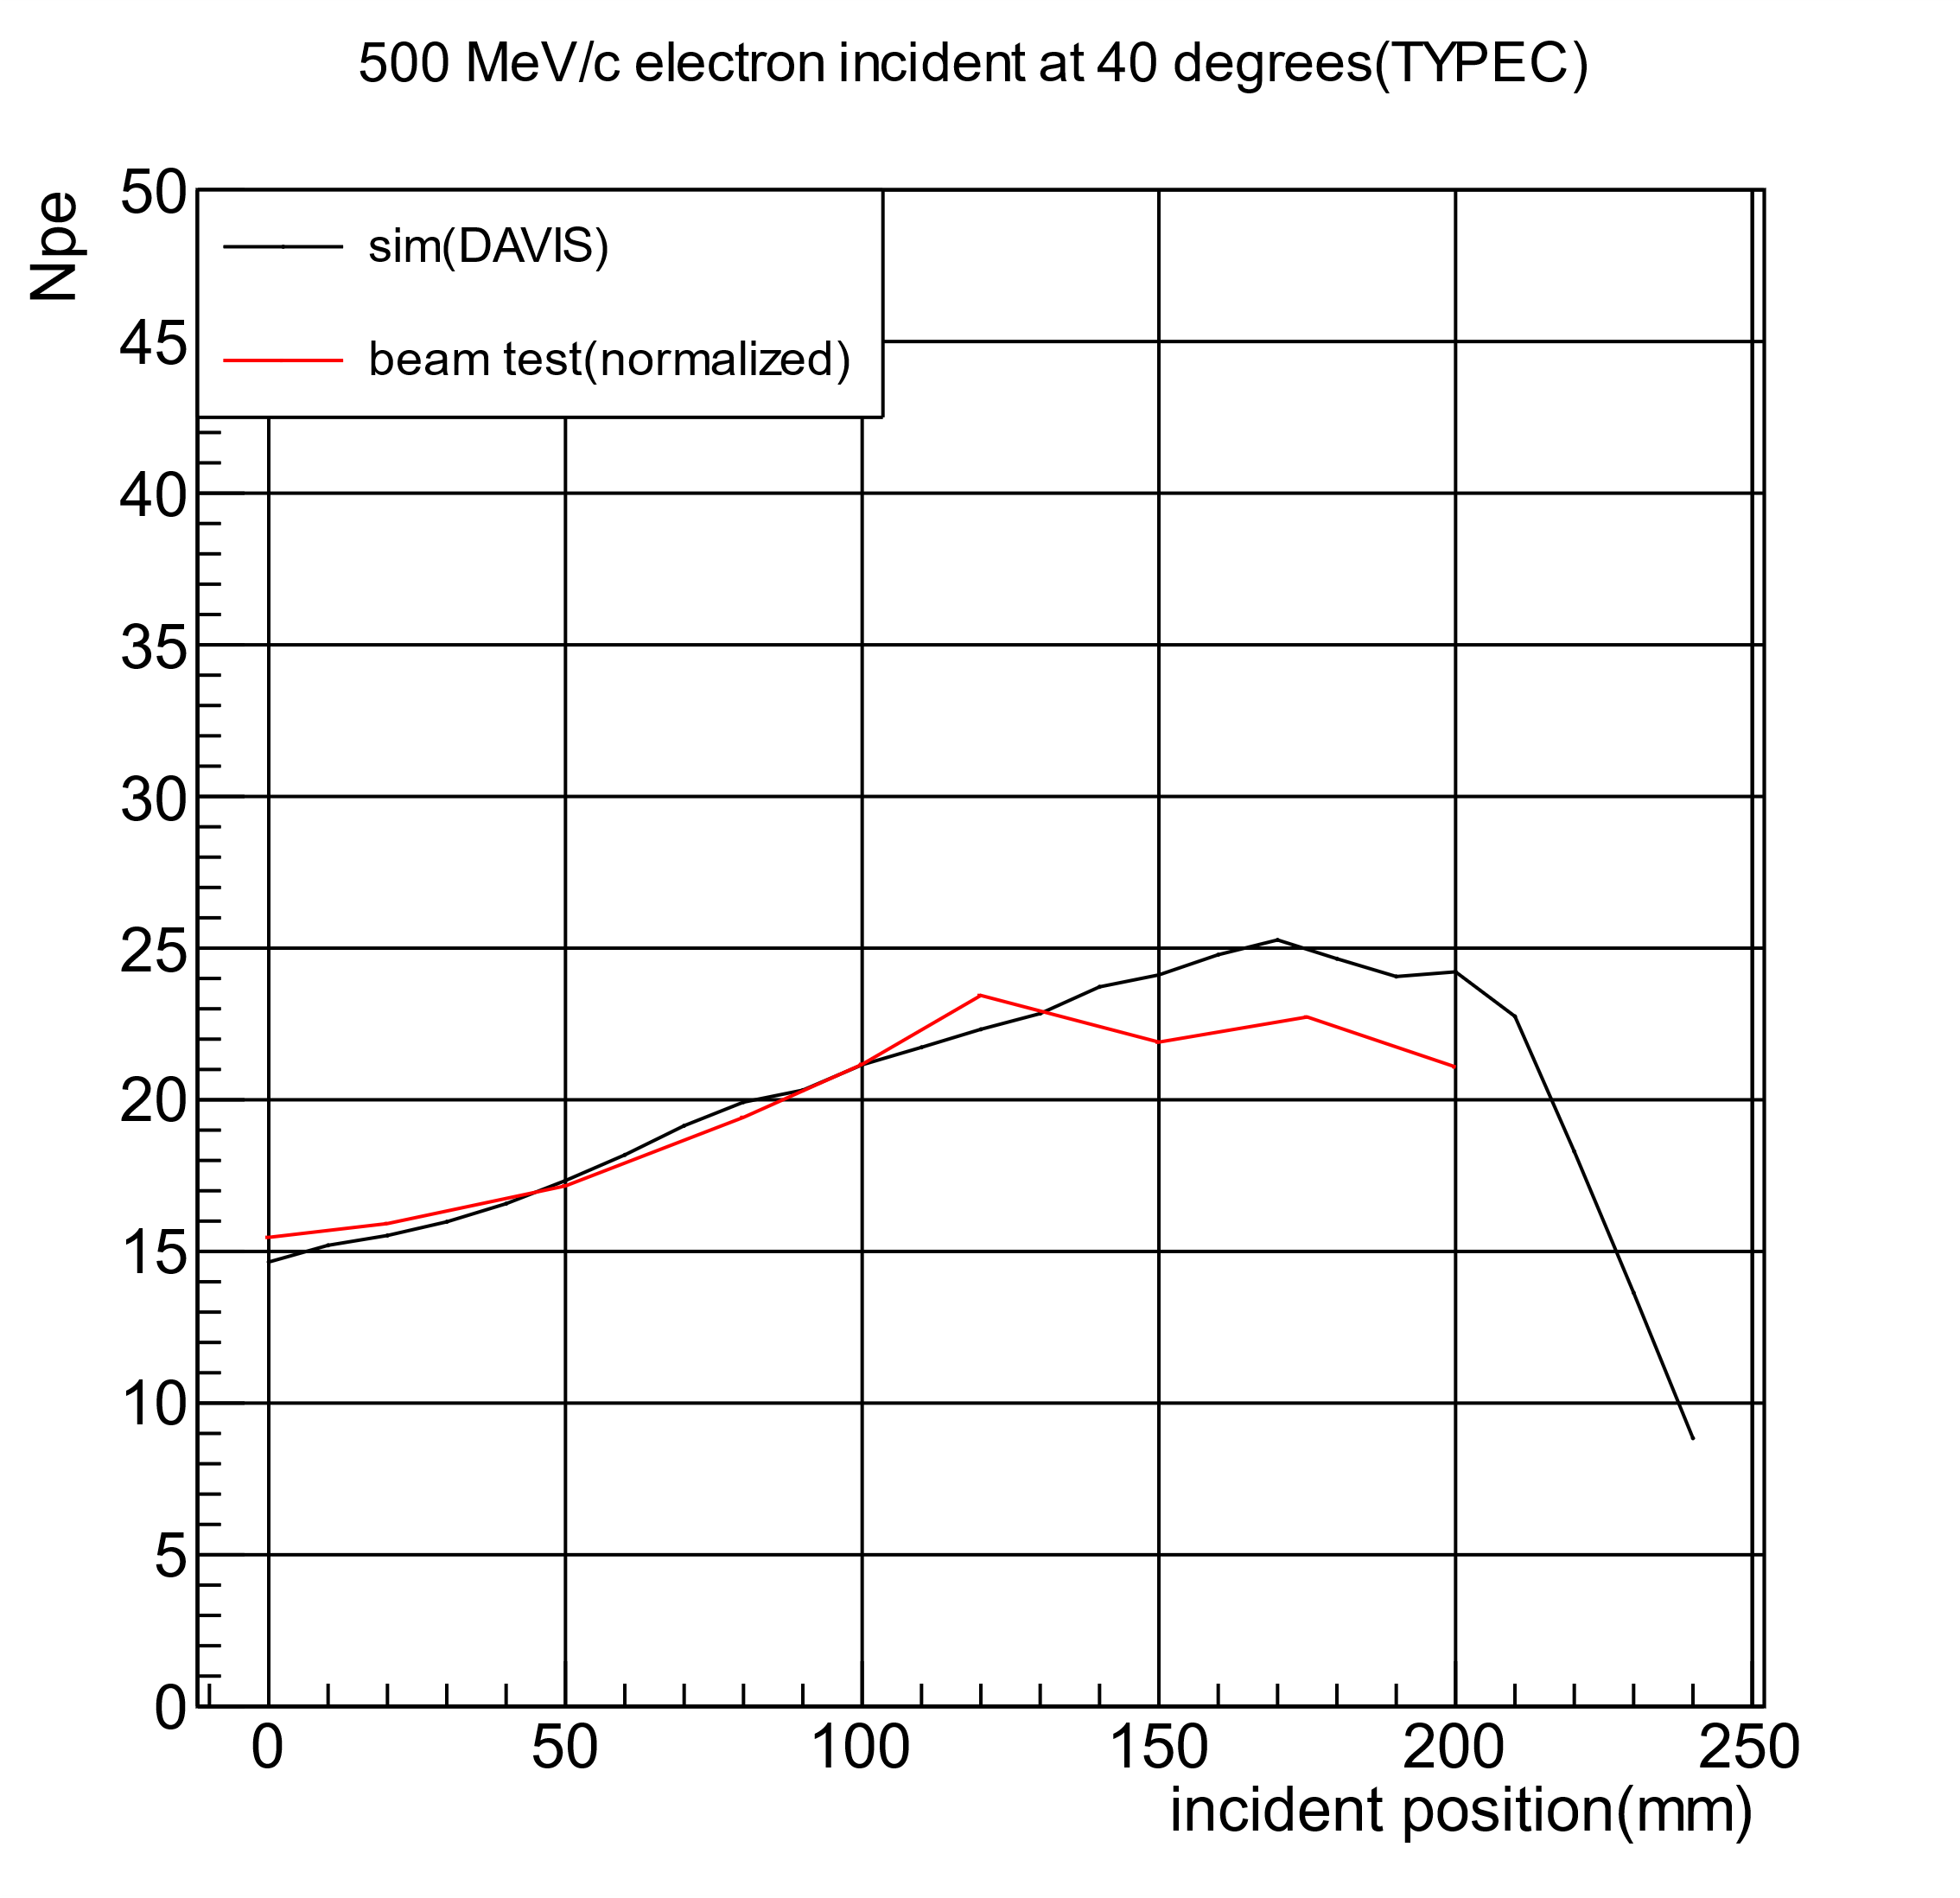 500 MeV/c electron incident at 40 degrees(TYPEC)
Npe
50
45
40
35
30
25
20
15
10
5
0
sim(DAVIS)
beam test(normalized)
0 50 100 150 200 250
incident position(mm)